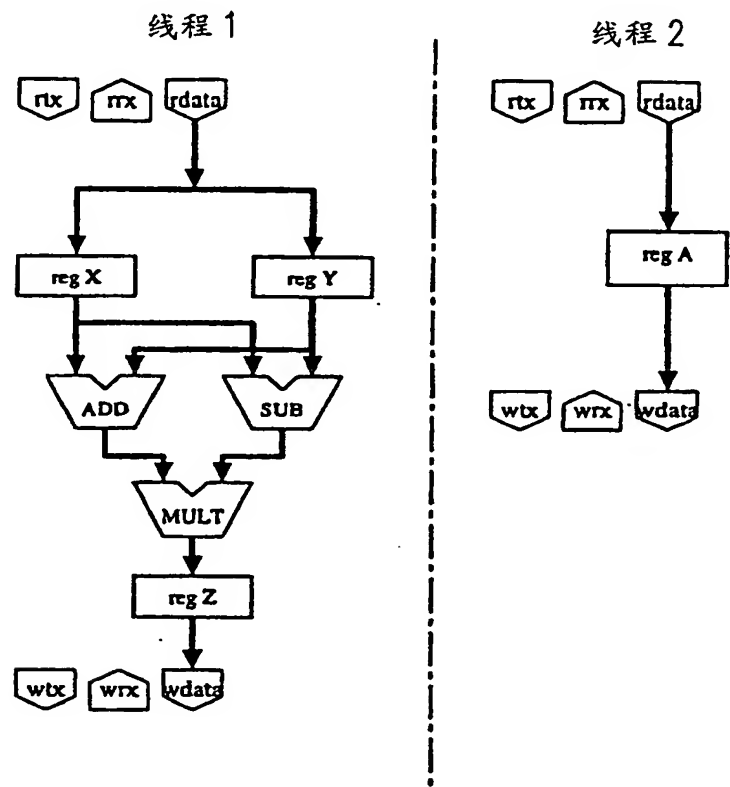 线程 1
rtx rrx rdata
reg X reg Y
ADD SUB
MULT
reg Z
wtx wrx wdata
线程 2
rtx rrx rdata
reg A
wtx wrx wdata